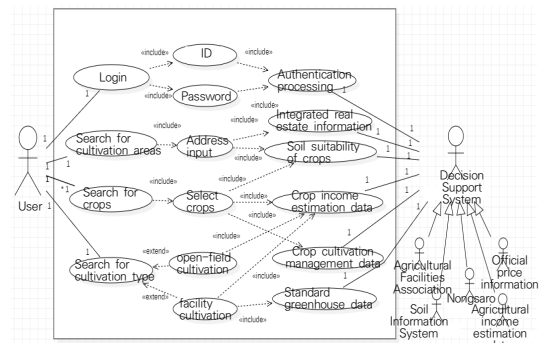 «include»
ID
«include»
Login
Authentication
processing
1
«include»
Password
«include»
1
1
«include»
Integrated real
estate information
1
Search for
cultivation areas
«include»
Address
input
«include»
Soil suitability
of crops
1
1
1
1
User
1
*1
1
Search for
crops
«include»
Select
crops
«include»
«include»
Crop income
estimation data
1
Decision
Support
System
«include»
Search for
cultivation type
1
«extend»
open-field
cultivation
«include»
Crop cultivation
management data
1
«extend»
facility
cultivation
«include»
Standard
greenhouse data
1
Agricultural
Facilities
Association
Official
price
information
Soil
Information
System
Nongsaro
Agricultural
income
estimation